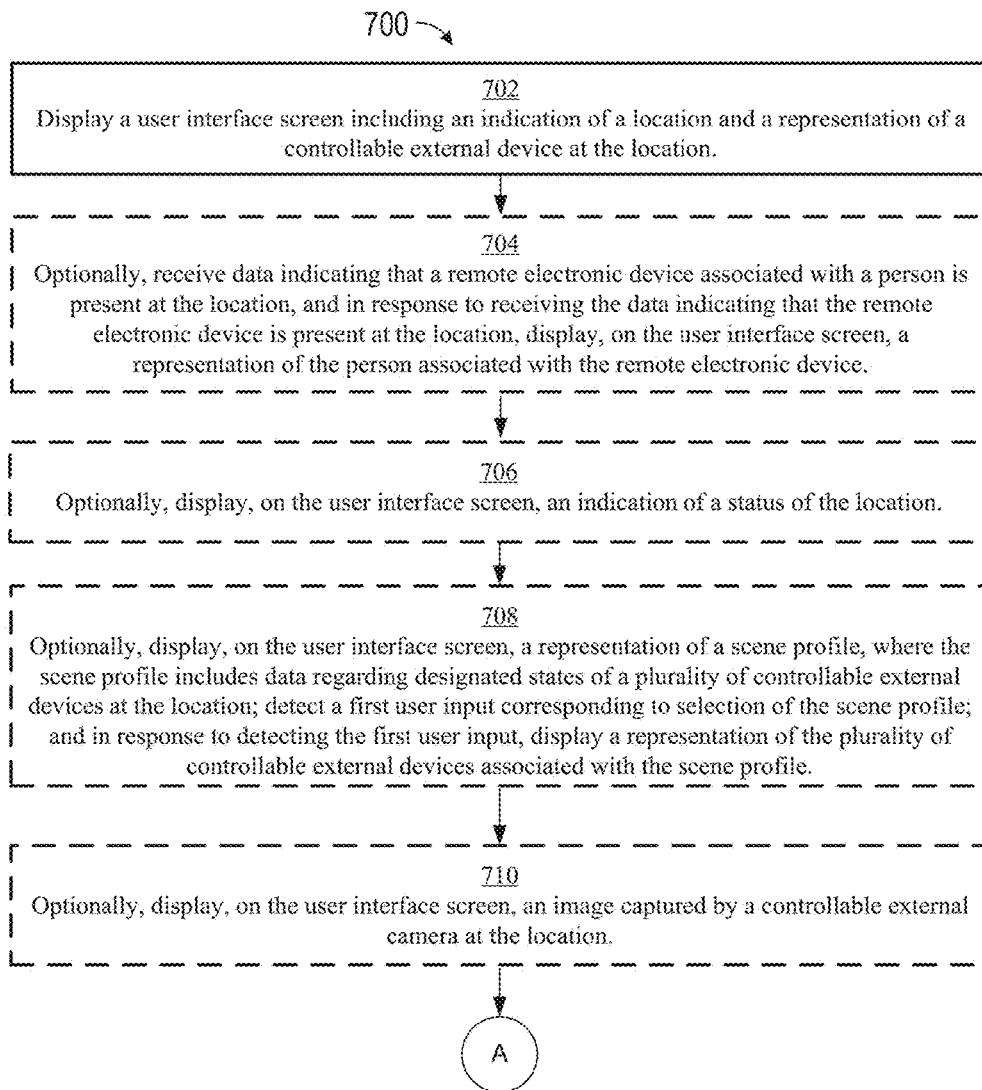 700
702
Display a user interface screen including an indication of a location and a representation of a
controllable external device at the location.
704
Optionally, receive data indicating that a remote electronic device associated with a person is
present at the location, and in response to receiving the data indicating that the remote
electronic device is present at the location, display, on the user interface screen, a
representation of the person associated with the remote electronic device.
706
Optionally, display, on the user interface screen, an indication of a status of the location.
708
Optionally, display, on the user interface screen, a representation of a scene profile, where the
scene profile includes data regarding designated states of a plurality of controllable external
devices at the location; detect a first user input corresponding to selection of the scene profile;
and in response to detecting the first user input, display a representation of the plurality of
controllable external devices associated with the scene profile.
710
Optionally, display, on the user interface screen, an image captured by a controllable external
camera at the location.
A